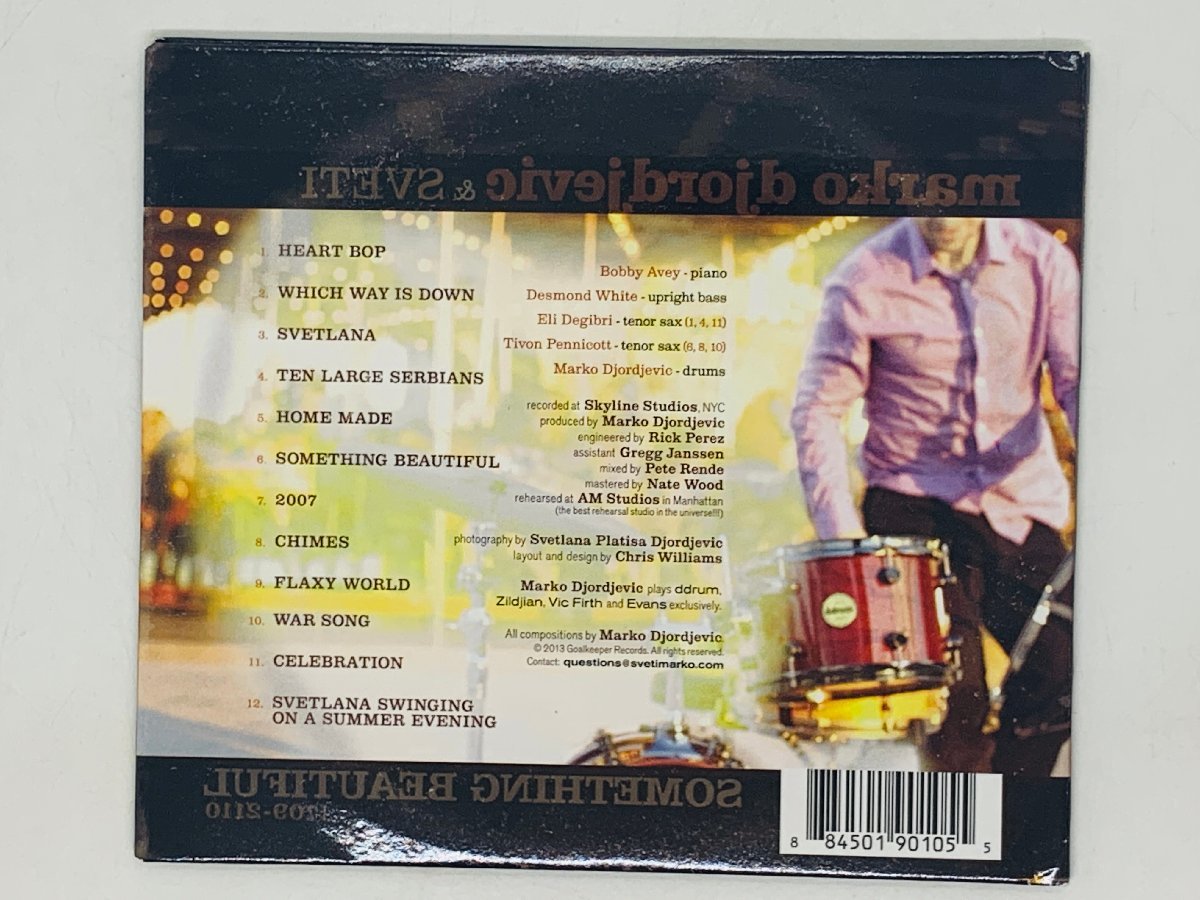 marko djordjevic & SVETI
1. HEART BOP
2. WHICH WAY IS DOWN
3. SVETLANA
4. TEN LARGE SERBIANS
5. HOME MADE
6. SOMETHING BEAUTIFUL
7. 2007
8. CHIMES
9. FLAXY WORLD
10. WAR SONG
11. CELEBRATION
12. SVETLANA SWINGING
ON A SUMMER EVENING
Bobby Avey - piano
Desmond White - upright bass
Eli Degibri - tenor sax (1, 4, 11)
Tivon Pennicott - tenor sax (6, 8, 10)
Marko Djordjevic - drums
recorded at Skyline Studios, NYC
produced by Marko Djordjevic
engineered by Rick Perez
assistant Gregg Janssen
mixed by Pete Rende
mastered by Nate Wood
rehearsed at AM Studios in Manhattan
(the best rehearsal studio in the universe!!!)
photography by Svetlana Platisa Djordjevic
layout and design by Chris Williams
Marko Djordjevic plays ddrum,
Zildjian, Vic Firth and Evans exclusively.
All compositions by Marko Djordjevic.
© 2013 Goalkeeper Records. All rights reserved.
Contact: questions@svetimarko.com
SOMETHING BEAUTIFUL
2009-2110
8 84501 90105 5